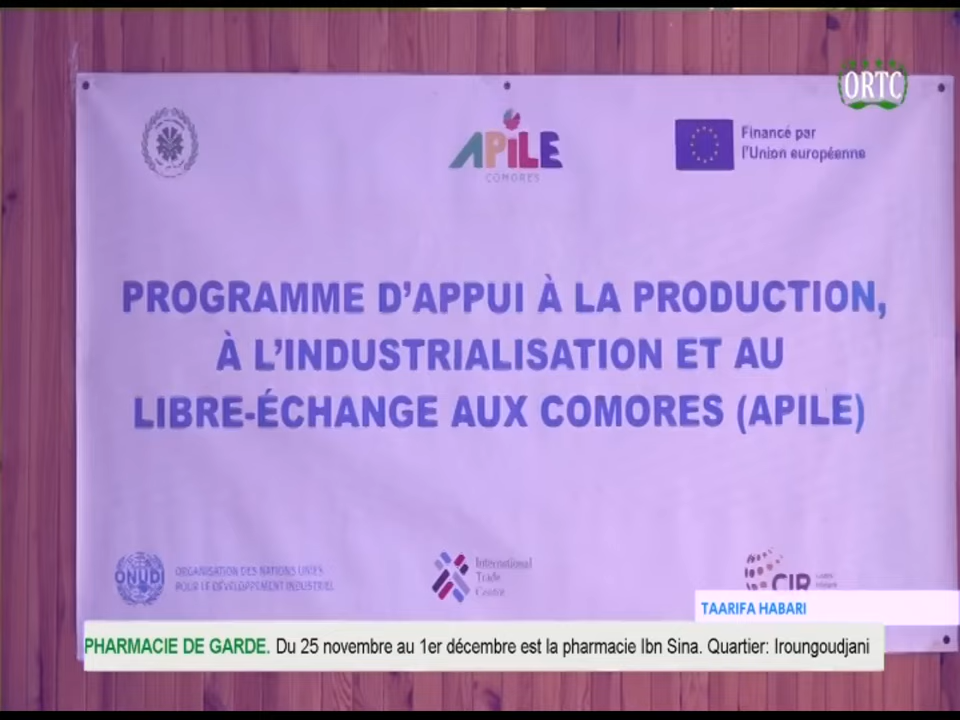 ORTC
APILE
COMORES
Financé par
l'Union européenne
PROGRAMME D'APPUI À LA PRODUCTION,
À L'INDUSTRIALISATION ET AU
LIBRE-ÉCHANGE AUX COMORES (APILE)
ONUDI
ORGANISATION DES NATIONS UNIES
POUR LE DÉVELOPPEMENT INDUSTRIEL
International
Trade
Centre
CIR
TAARIFA HABARI
PHARMACIE DE GARDE. Du 25 novembre au 1er décembre est la pharmacie Ibn Sina. Quartier: Iroungoudjani